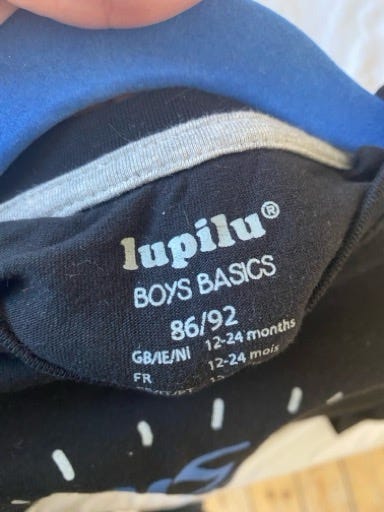 lupilu®
BOYS BASICS
86/92
GB/IE/NI 12-24 months
FR 12-24 mois